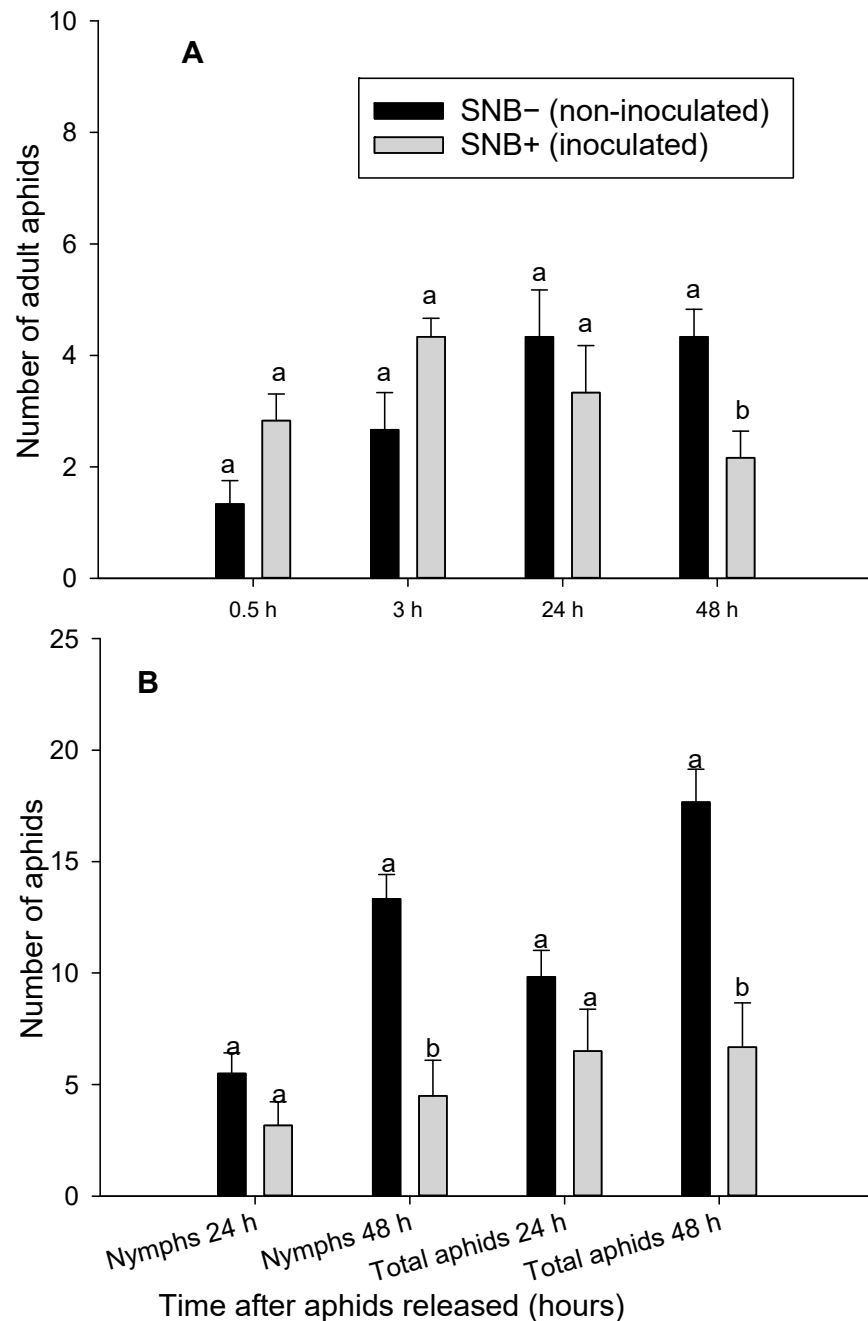 10
A
SNB− (non-inoculated)
SNB+ (inoculated)
8
6
4
2
0
Number of adult aphids
a
a
a
a
a
a
a
b
0.5 h
3 h
24 h
48 h
25
B
20
15
10
5
0
Number of aphids
a
a
a
b
a
a
a
b
Nymphs 24 h
Nymphs 48 h
Total aphids 24 h
Total aphids 48 h
Time after aphids released (hours)